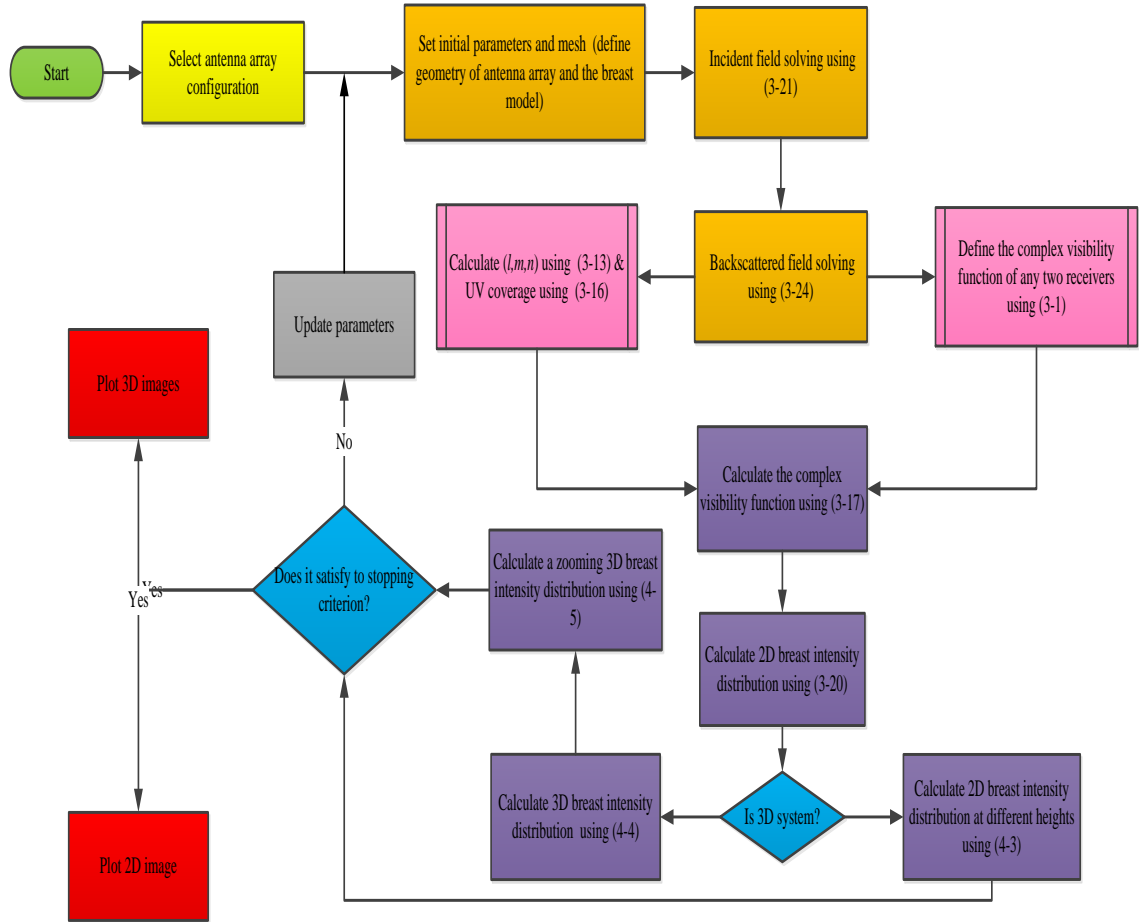 Start
Select antenna array
configuration
Set initial parameters and mesh (define
geometry of antenna array and the breast
model)
Incident field solving using
(3-21)
Calculate (l,m,n) using (3-13) &
UV coverage using (3-16)
Backscattered field solving
using (3-24)
Define the complex visibility
function of any two receivers
using (3-1)
Update parameters
Plot 3D images
No
Calculate the complex
visibility function using (3-17)
Does it satisfy to stopping
criterion?
Calculate a zooming 3D breast
intensity distribution using (4-
5)
Yes
Yes
Calculate 2D breast intensity
distribution using (3-20)
Calculate 3D breast intensity
distribution using (4-4)
Is 3D system?
Calculate 2D breast intensity
distribution at different heights
using (4-3)
Plot 2D image